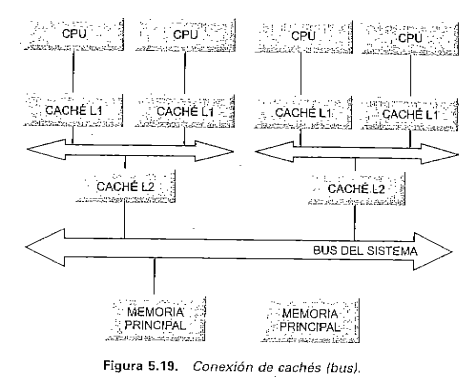 CPU CPU CPU CPU
CACHÉ L1 CACHÉ L1 CACHÉ L1 CACHÉ L1
CACHÉ L2 CACHÉ L2
BUS DEL SISTEMA
MEMORIA MEMORIA
PRINCIPAL PRINCIPAL
Figura 5.19. Conexión de cachés (bus).